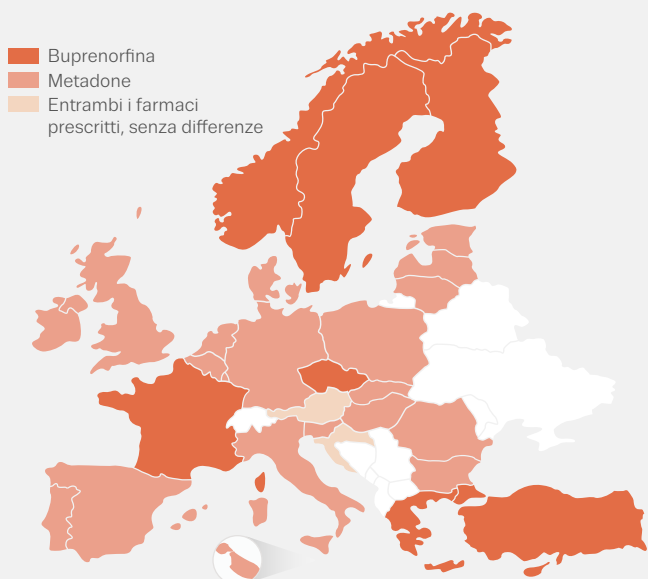 Buprenorfina
Metadone
Entrambi i farmaci
prescritti, senza differenze